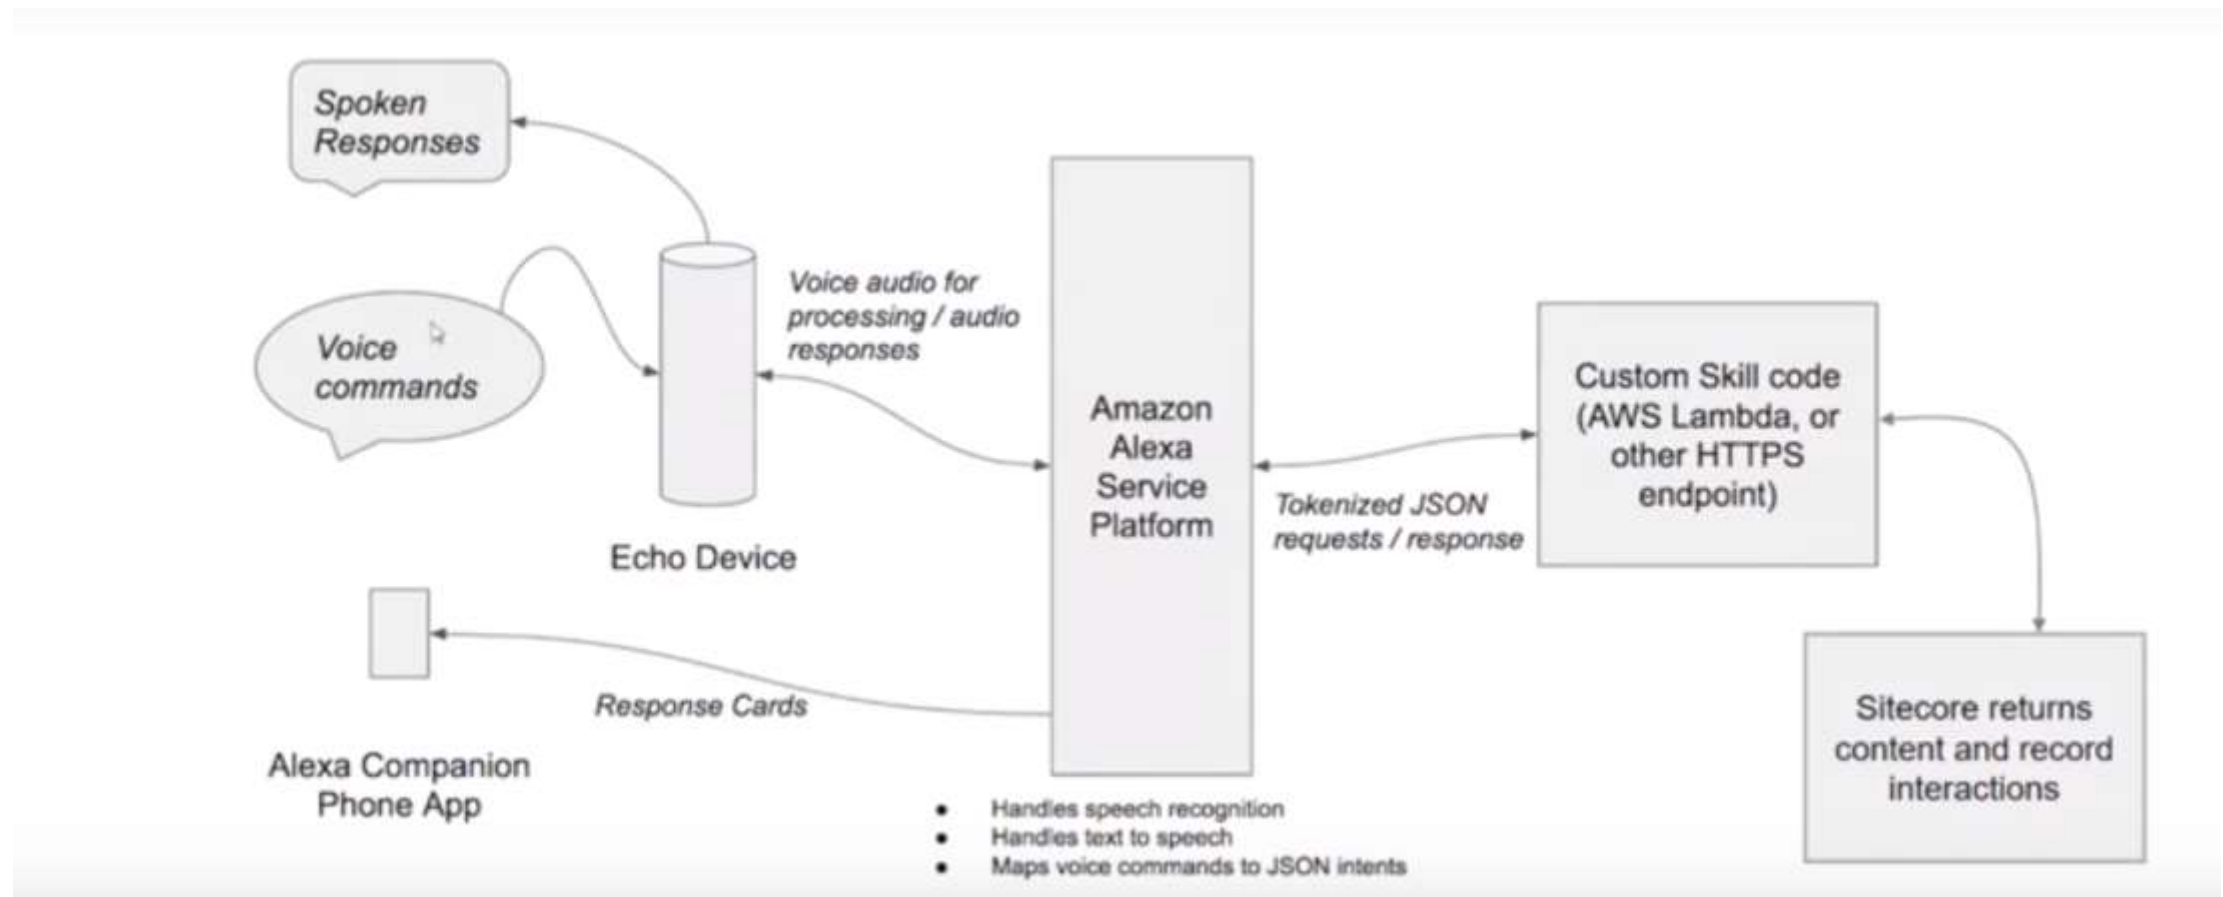 Spoken
Responses
Voice
commands
Voice audio for
processing / audio
responses
Echo Device
Amazon
Alexa
Service
Platform
Tokenized JSON
requests / response
Custom Skill code
(AWS Lambda, or
other HTTPS
endpoint)
Sitecore returns
content and record
interactions
Response Cards
Alexa Companion
Phone App
● Handles speech recognition
● Handles text to speech
● Maps voice commands to JSON intents